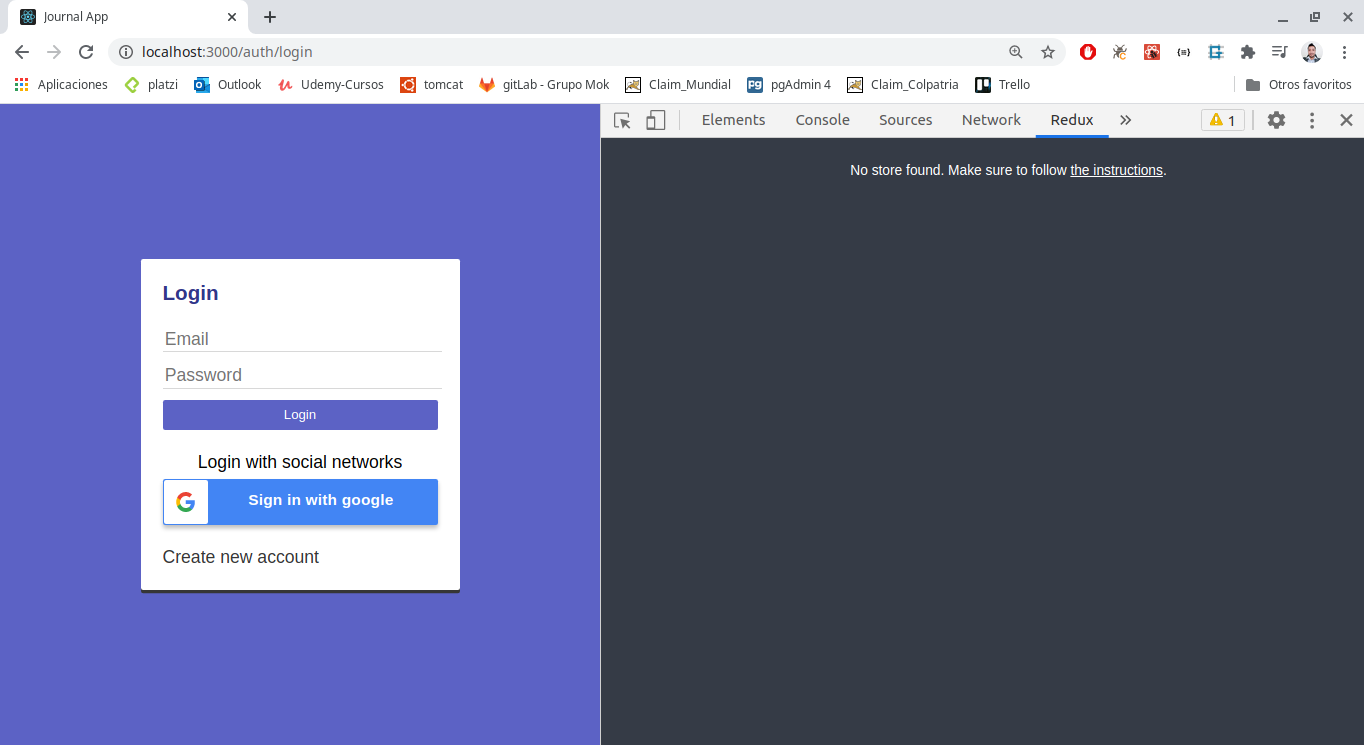 Journal App
localhost:3000/auth/login
Aplicaciones platzi Outlook Udemy-Cursos tomcat gitLab - Grupo Mok Claim_Mundial pgAdmin 4 Claim_Colpatria Trello Otros favoritos
Elements Console Sources Network Redux 1
No store found. Make sure to follow the instructions.
Login
Email
Password
Login
Login with social networks
Sign in with google
Create new account